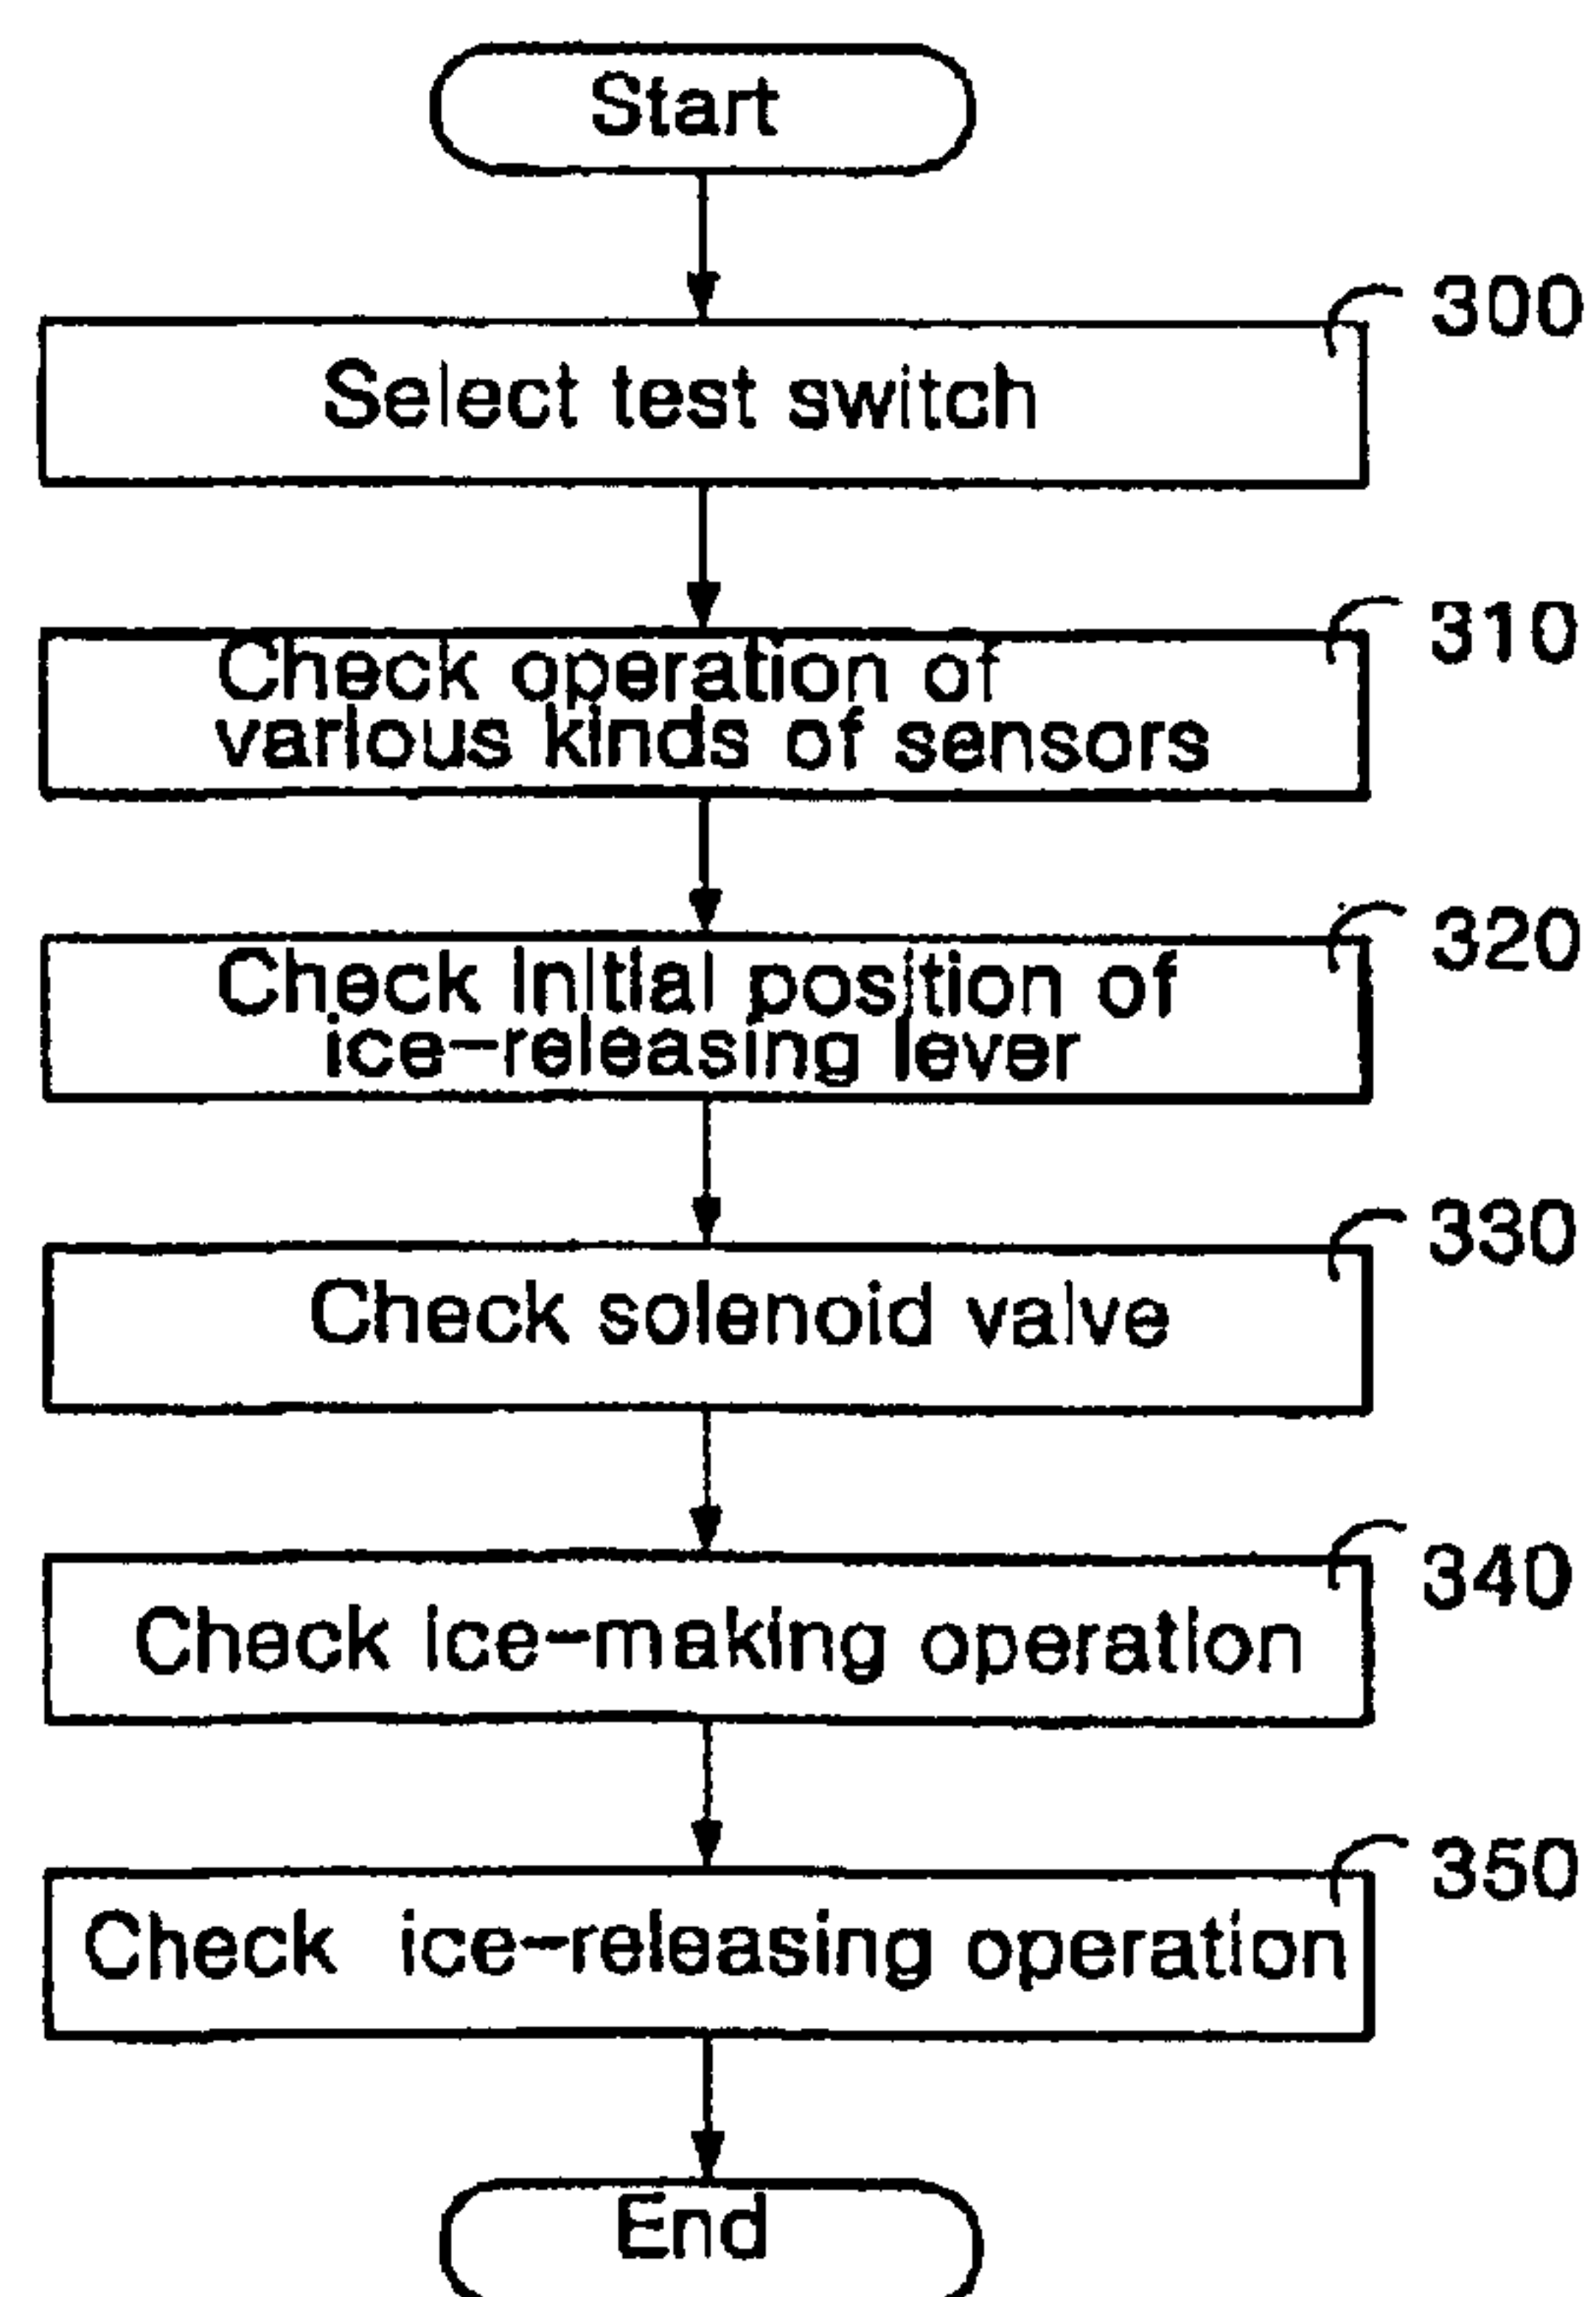 Start
300
Select test switch
310
Check operation of
various kinds of sensors
320
Check initial position of
ice-releasing lever
330
Check solenoid valve
340
Check ice-making operation
350
Check ice-releasing operation
End